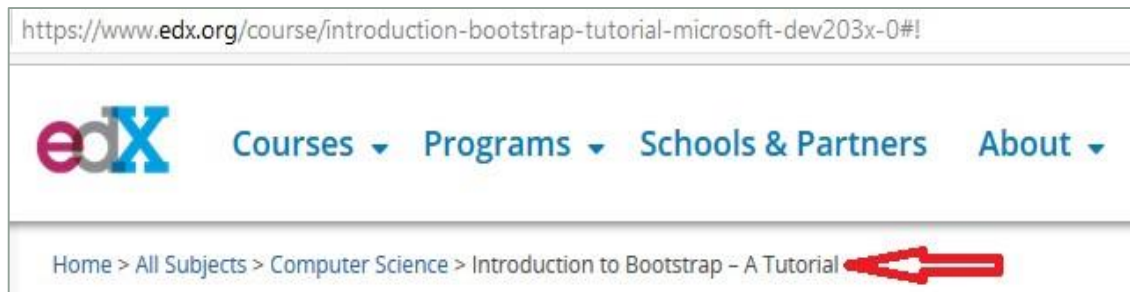 https://www.edx.org/course/introduction-bootstrap-tutorial-microsoft-dev203x-0#!
edX Courses Programs Schools & Partners About
Home > All Subjects > Computer Science > Introduction to Bootstrap – A Tutorial